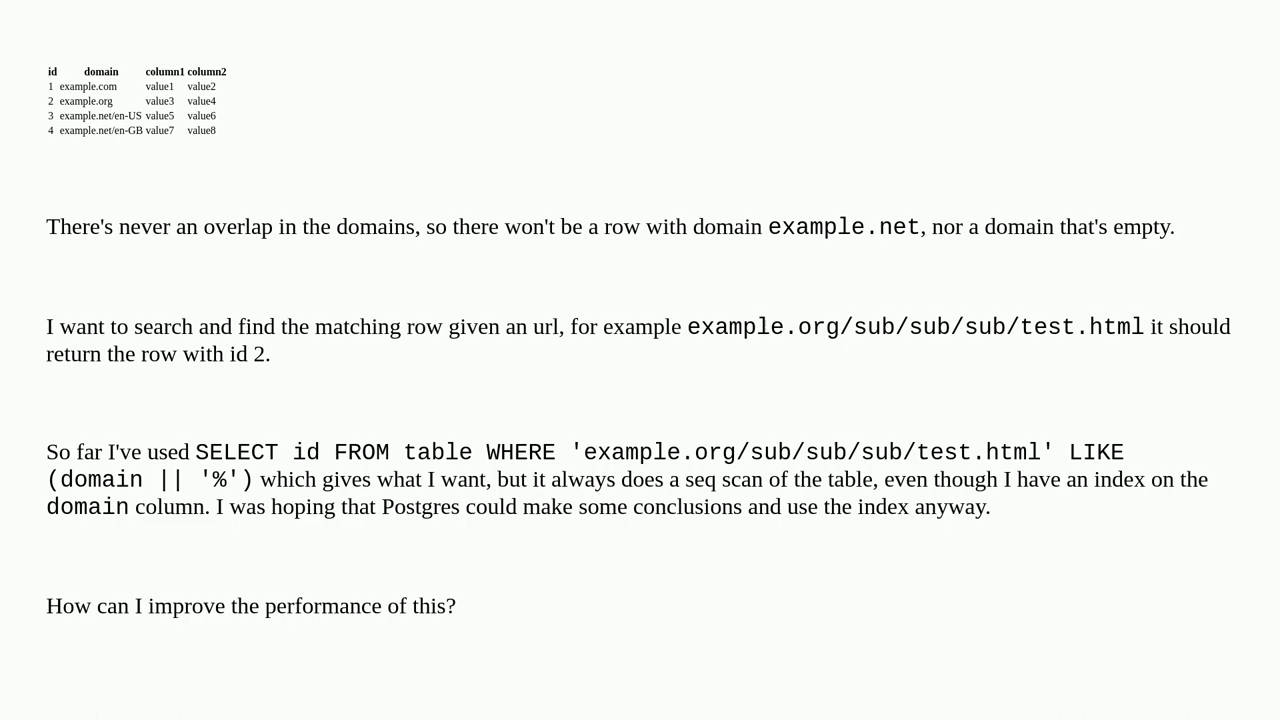 id domain column1 column2
1 example.com value1 value2
2 example.org value3 value4
3 example.net/en-US value5 value6
4 example.net/en-GB value7 value8
There's never an overlap in the domains, so there won't be a row with domain example.net, nor a domain that's empty.
I want to search and find the matching row given an url, for example example.org/sub/sub/sub/test.html it should
return the row with id 2.
So far I've used SELECT id FROM table WHERE 'example.org/sub/sub/sub/test.html' LIKE
(domain || '%') which gives what I want, but it always does a seq scan of the table, even though I have an index on the
domain column. I was hoping that Postgres could make some conclusions and use the index anyway.
How can I improve the performance of this?